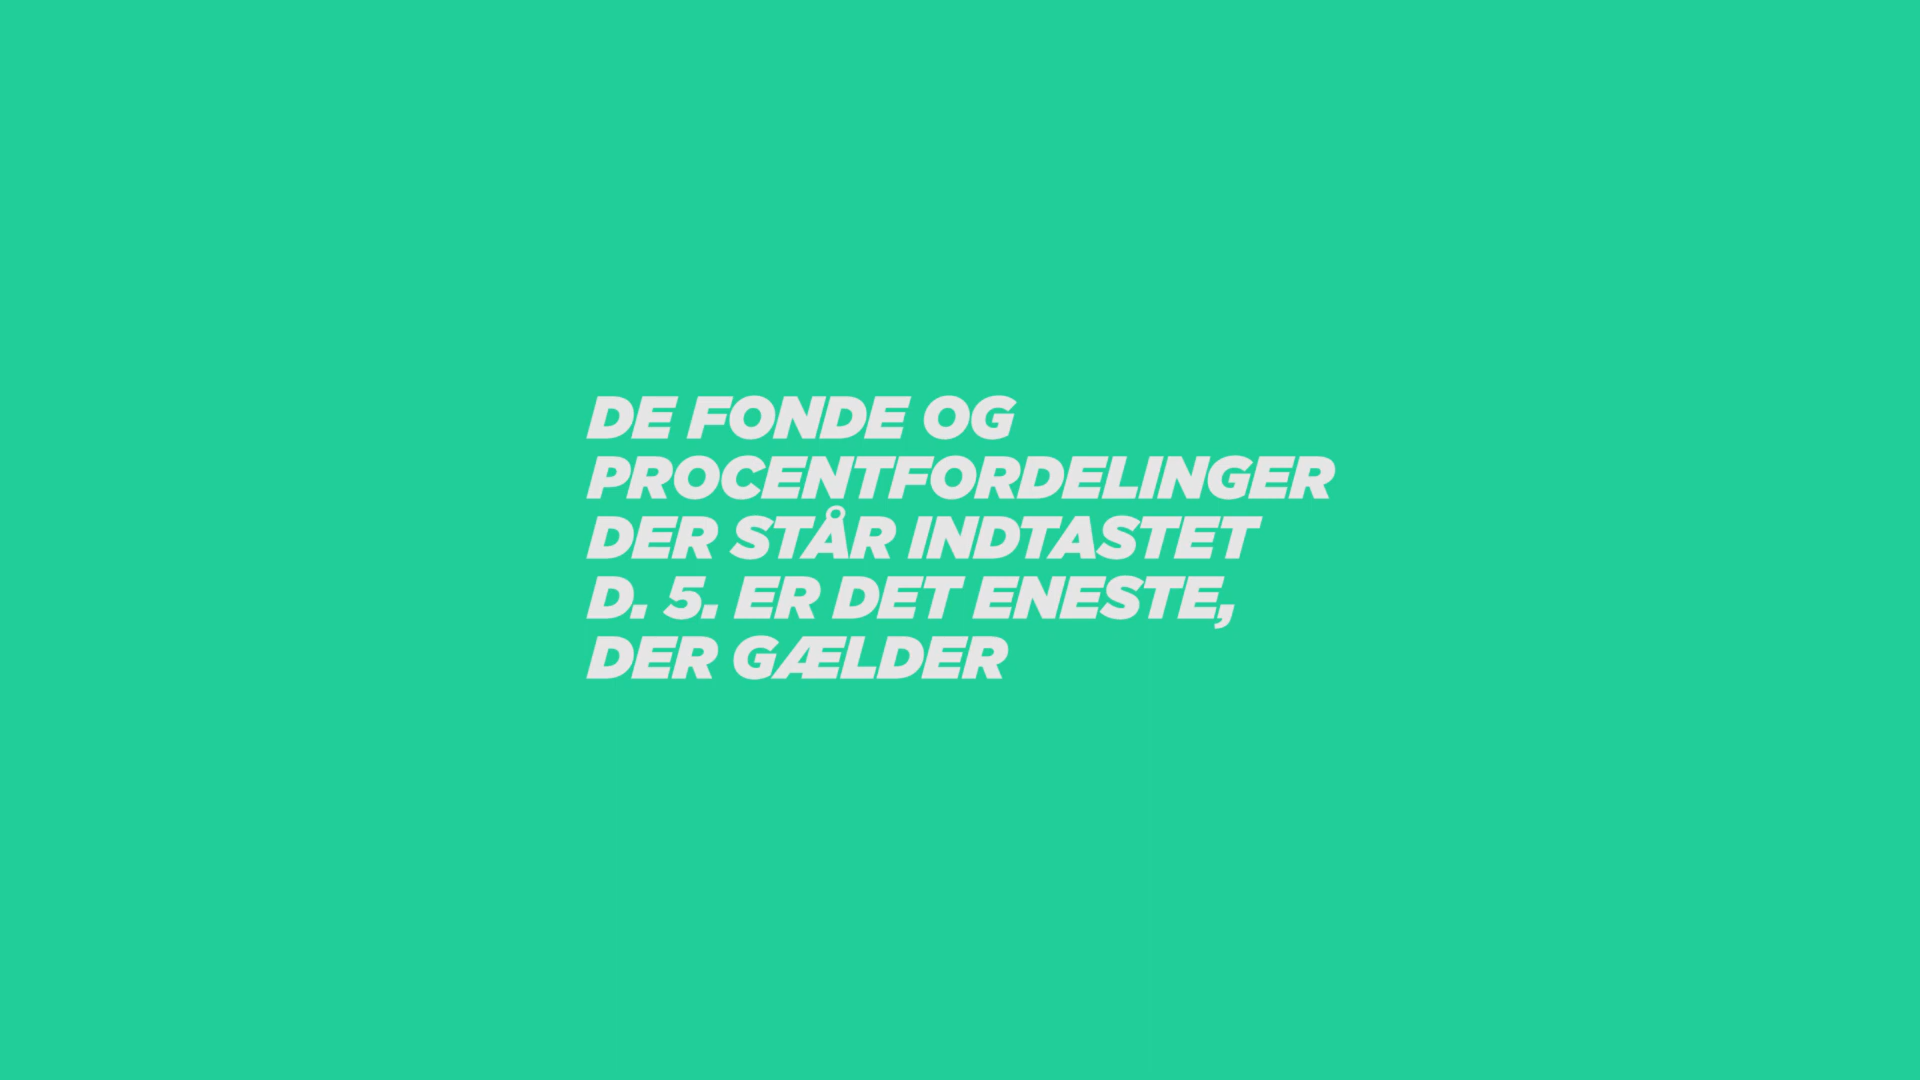 DE FONDE OG
PROCENTFORDELINGER
DER STÅR INDTASTET
D. 5. ER DET ENESTE,
DER GÆLDER